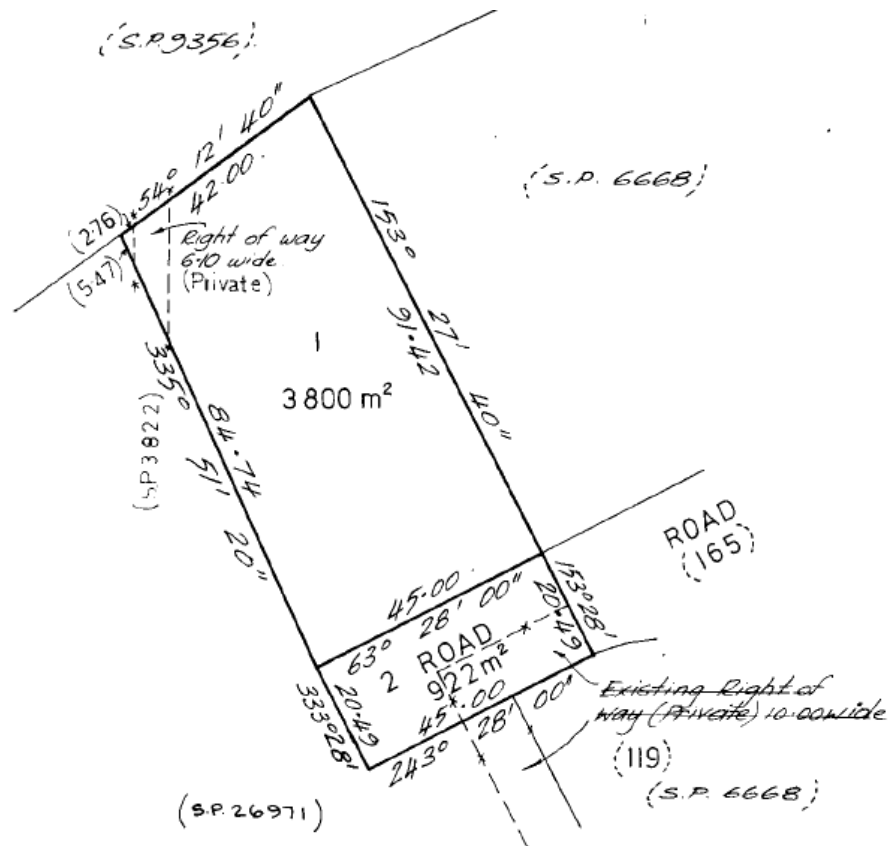 (S.P. 9356)
54° 12' 40"
42·00
(S.P. 6668)
(2·76)
(5·47)
Right of way
6·10 wide
(Private)
153° 27' 40"
91·42
1
3800 m²
335° 51' 20"
84·74
(SP3822)
ROAD
(165)
45·00
63° 28' 00"
153°28'
20·49
2 ROAD
922m²
333°28'
20·49
45·00
243° 28' 00"
Existing Right of
way (Private) 10·00 wide
(119)
(S.P. 6668)
(S.P. 26971)